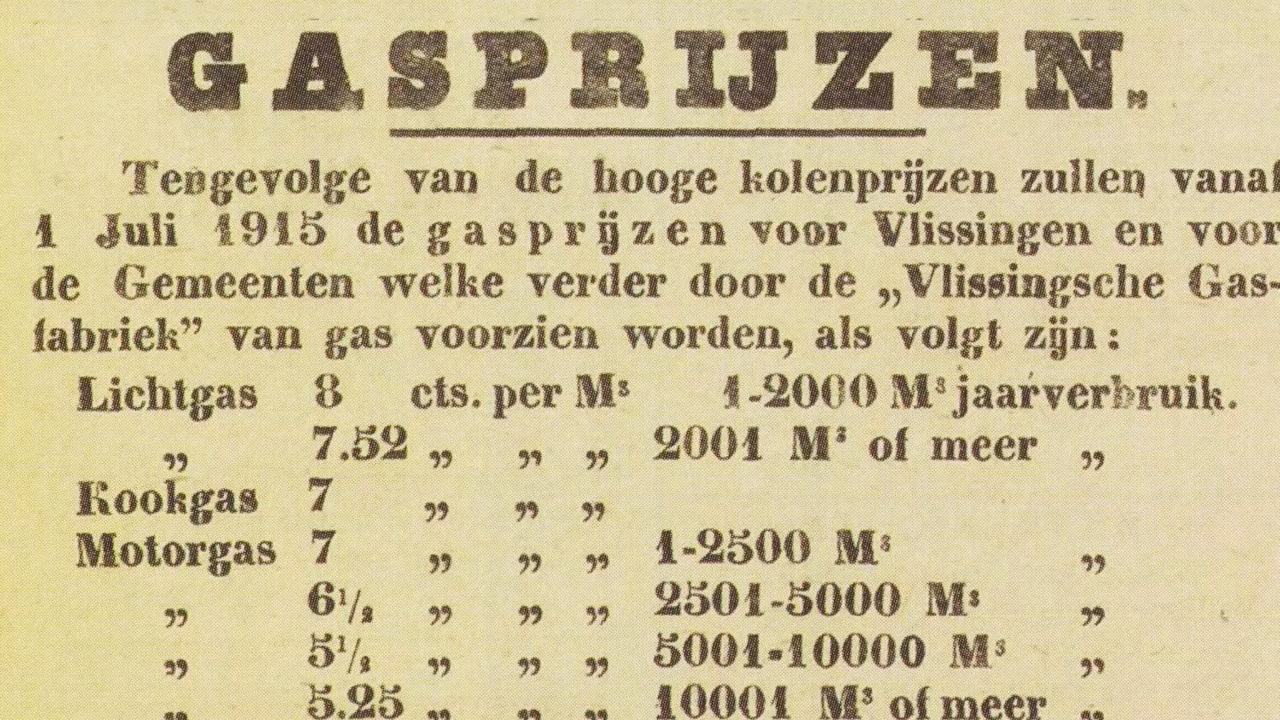 GASPRIJZEN.
Tengevolge van de hooge kolenprijzen zullen vanaf
1 Juli 1915 de gasprijzen voor Vlissingen en voor
de Gemeenten welke verder door de „Vlissingsche Gas-
fabriek” van gas voorzien worden, als volgt zijn:
Lichtgas 8 cts. per M³ 1-2000 M³ jaarverbruik.
„ 7.52 „ „ „ 2001 M³ of meer „
Kookgas 7 „ „ „
Motorgas 7 „ „ „ 1-2500 M³ „
„ 6¹/₂ „ „ „ 2501-5000 M³ „
„ 5¹/₂ „ „ „ 5001-10000 M³ „
„ 5.25 „ „ „ 10001 M³ of meer „